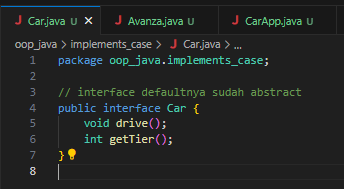 Car.java U X Avanza.java U CarApp.java U
oop_java > implements_case > Car.java > ...
1 package oop_java.implements_case;
2
3 // interface defaultnya sudah abstract
4 public interface Car {
5 void drive();
6 int getTier();
7 }
8